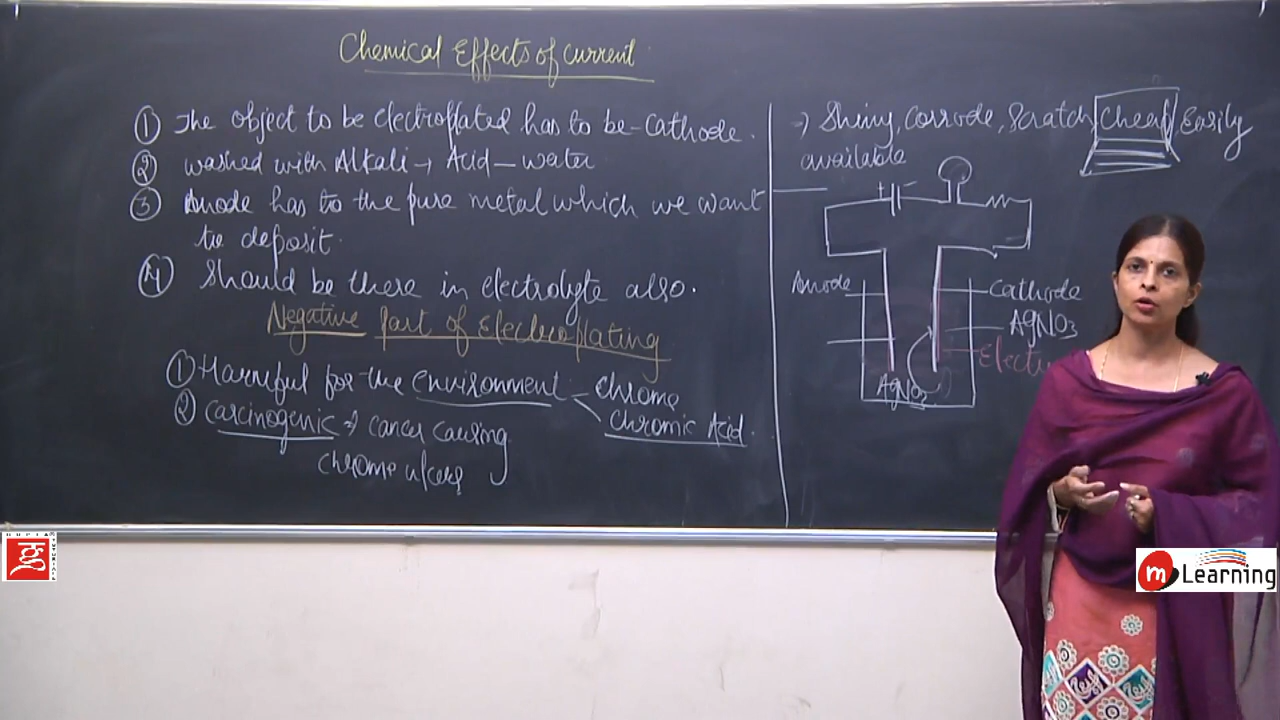 Chemical Effects of current
① The object to be electroplated has to be - Cathode.
② washed with Alkali → Acid - water
③ Anode has to the pure metal which we want
to deposit.
④ Should be there in electrolyte also.
Negative part of Electroplating
① Harmful for the environment - chrome
Chromic Acid.
② Carcinogenic → cancer causing
chrome ulcers
→ Shiny, Corrode, Scratch, Cheap, Easily
available
+ -
Anode
Cathode
AgNO3
AgNO3
GUPTA TUTORIALS
g
m Learning